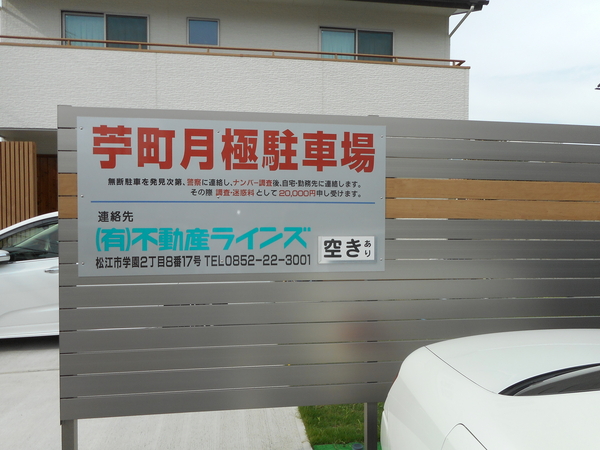 苧町月極駐車場
無断駐車を発見次第、警察に連絡し、ナンバー調査後、自宅・勤務先に連絡します。
その際 調査・迷惑料 として 20,000円申し受けます。
連絡先
(有)不動産ラインズ
空き あり
松江市学園2丁目8番17号 TEL0852-22-3001